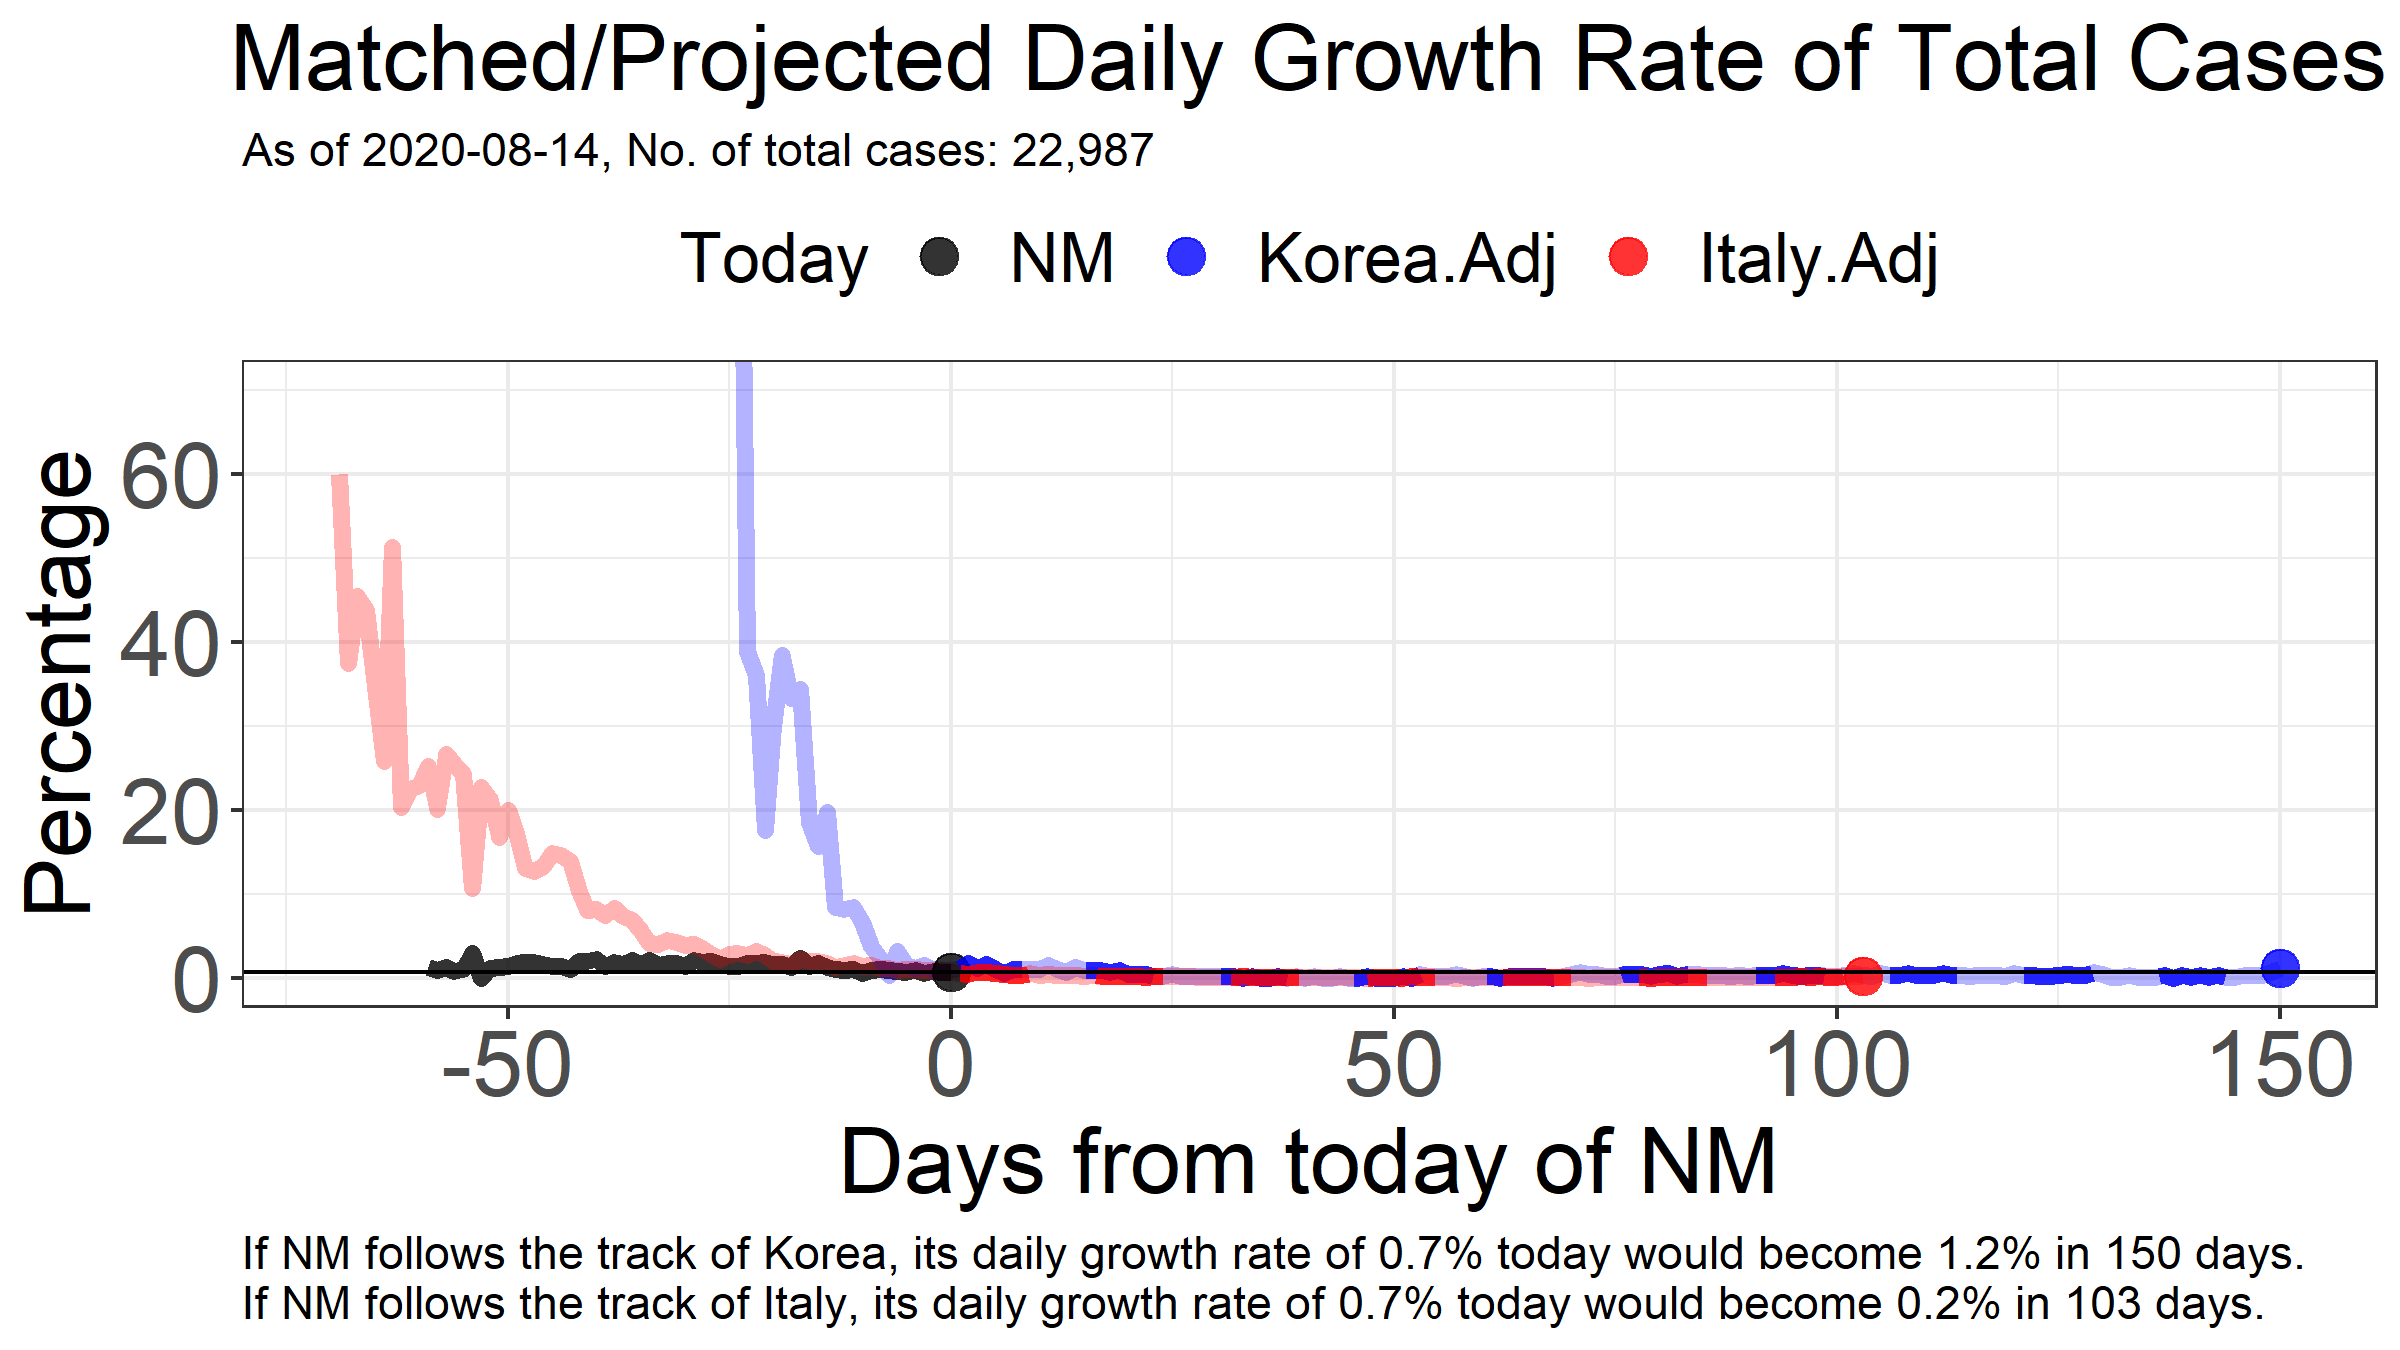 Matched/Projected Daily Growth Rate of Total Cases
As of 2020-08-14, No. of total cases: 22,987
Today NM Korea.Adj Italy.Adj
Percentage
60
40
20
0
-50 0 50 100 150
Days from today of NM
If NM follows the track of Korea, its daily growth rate of 0.7% today would become 1.2% in 150 days.
If NM follows the track of Italy, its daily growth rate of 0.7% today would become 0.2% in 103 days.